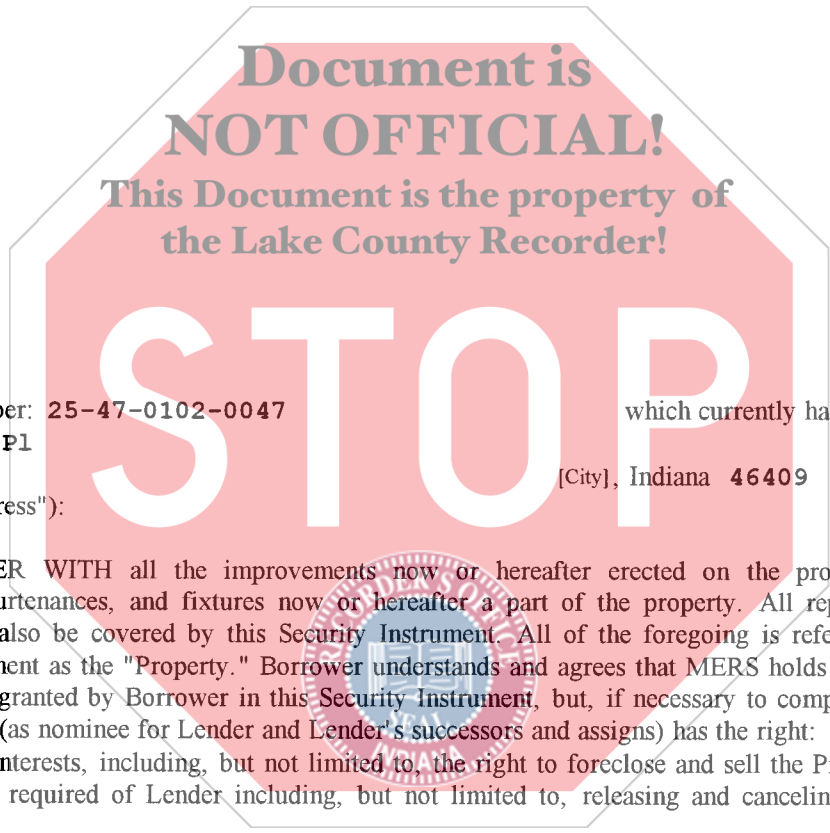 Document is
NOT OFFICIAL!
This Document is the property of
the Lake County Recorder!
STOP
ber: 25-47-0102-0047 which currently ha
Pl
[City], Indiana 46409
ress"):
ER WITH all the improvements now or hereafter erected on the pro
urtenances, and fixtures now or hereafter a part of the property. All rep
also be covered by this Security Instrument. All of the foregoing is refe
ment as the "Property." Borrower understands and agrees that MERS holds
granted by Borrower in this Security Instrument, but, if necessary to comp
(as nominee for Lender and Lender's successors and assigns) has the right:
nterests, including, but not limited to, the right to foreclose and sell the P
required of Lender including, but not limited to, releasing and cancelin
RECORDER'S OFFICE
SEAL
INDIANA